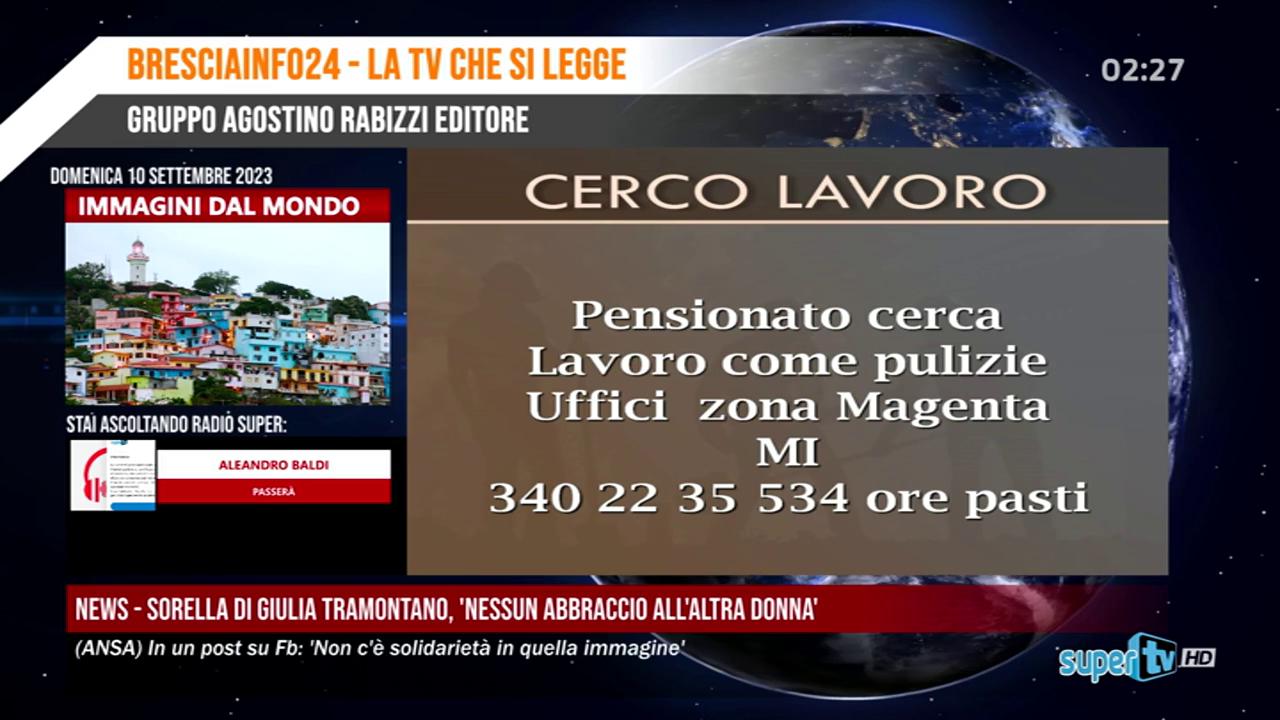 BRESCIAINFO24 - LA TV CHE SI LEGGE
02:27
GRUPPO AGOSTINO RABIZZI EDITORE
DOMENICA 10 SETTEMBRE 2023
IMMAGINI DAL MONDO
STAI ASCOLTANDO RADIO SUPER:
ALEANDRO BALDI
PASSERÀ
CERCO LAVORO
Pensionato cerca
Lavoro come pulizie
Uffici zona Magenta
MI
340 22 35 534 ore pasti
NEWS - SORELLA DI GIULIA TRAMONTANO, 'NESSUN ABBRACCIO ALL'ALTRA DONNA'
(ANSA) In un post su Fb: 'Non c'è solidarietà in quella immagine'
super tv HD